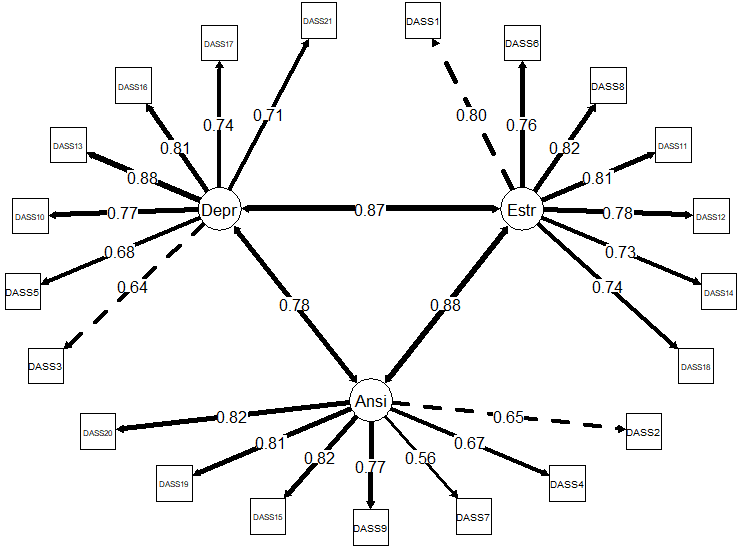 DASS21
DASS1
DASS17
DASS6
DASS16
DASS8
0.71
0.80
0.74
0.76
DASS13
0.81
0.82
DASS11
0.88
0.81
DASS10
0.77
Depr
0.87
Estr
0.78
DASS12
0.68
0.73
DASS5
0.64
0.74
DASS14
0.78
0.88
DASS3
DASS18
Ansi
0.82
0.65
DASS20
DASS2
0.81
0.82
0.77
0.56
0.67
DASS19
DASS4
DASS15
DASS9
DASS7